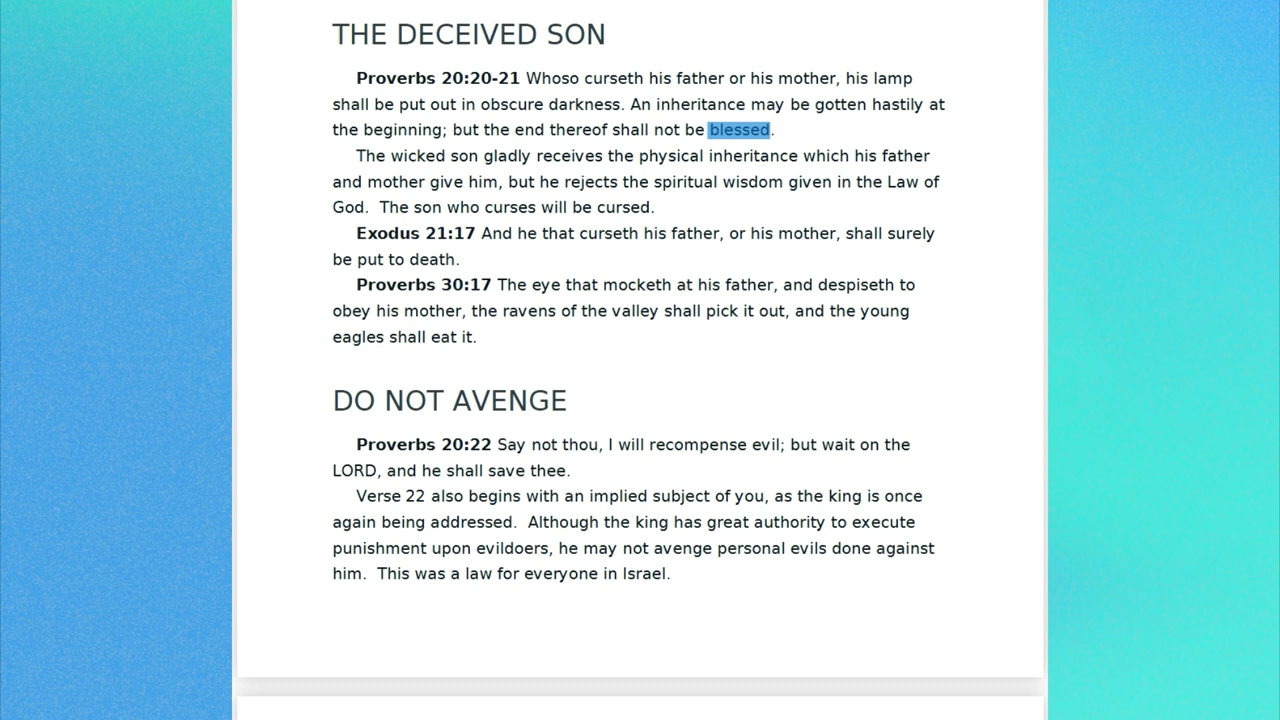 THE DECEIVED SON
Proverbs 20:20-21 Whoso curseth his father or his mother, his lamp
shall be put out in obscure darkness. An inheritance may be gotten hastily at
the beginning; but the end thereof shall not be blessed.
The wicked son gladly receives the physical inheritance which his father
and mother give him, but he rejects the spiritual wisdom given in the Law of
God.  The son who curses will be cursed.
Exodus 21:17 And he that curseth his father, or his mother, shall surely
be put to death.
Proverbs 30:17 The eye that mocketh at his father, and despiseth to
obey his mother, the ravens of the valley shall pick it out, and the young
eagles shall eat it.
DO NOT AVENGE
Proverbs 20:22 Say not thou, I will recompense evil; but wait on the
LORD, and he shall save thee.
Verse 22 also begins with an implied subject of you, as the king is once
again being addressed.  Although the king has great authority to execute
punishment upon evildoers, he may not avenge personal evils done against
him.  This was a law for everyone in Israel.